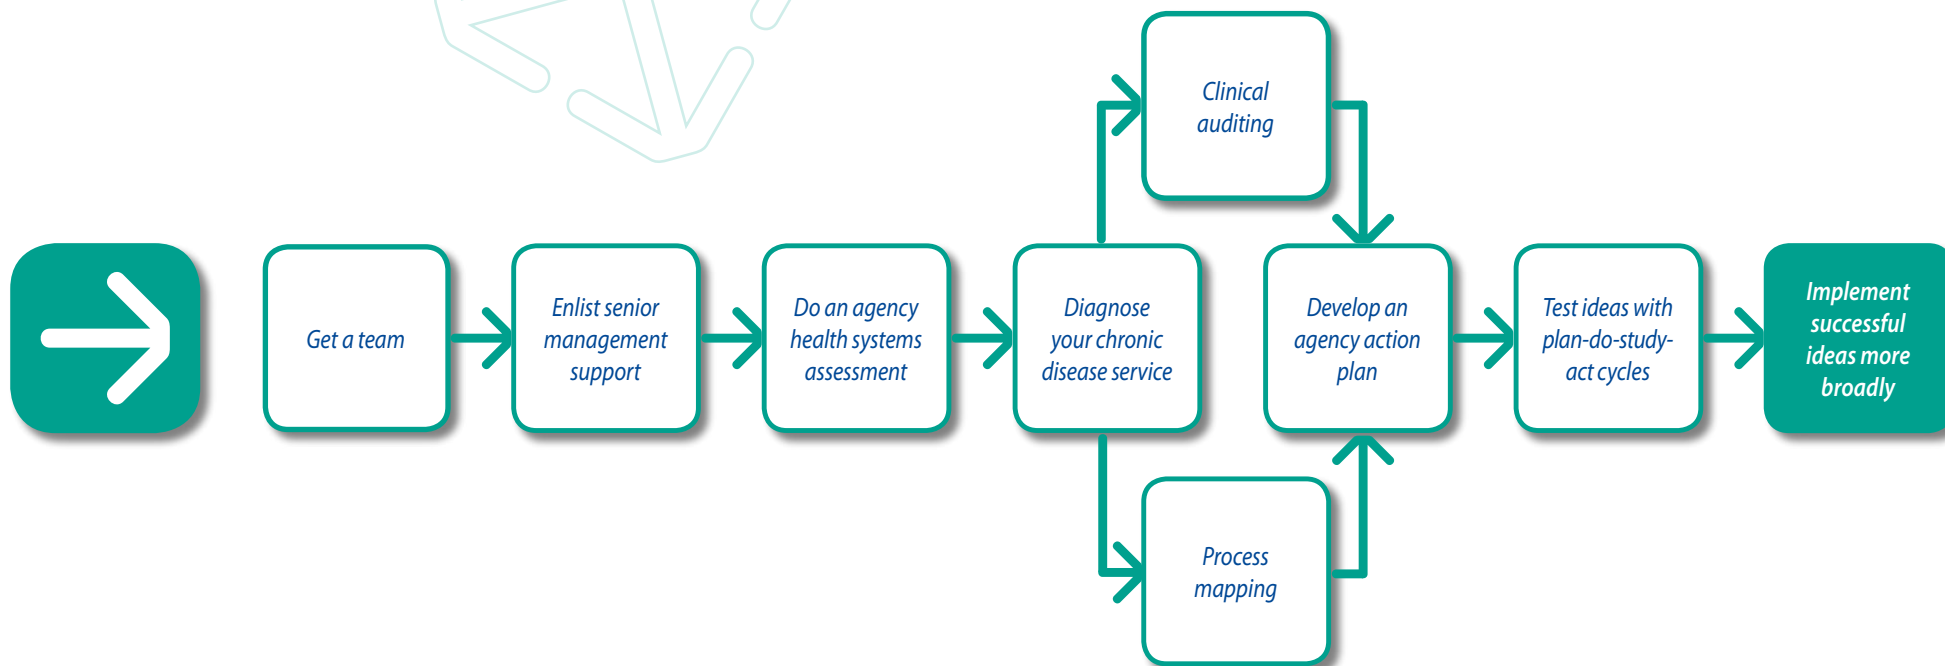 Get a team
Enlist senior
management
support
Do an agency
health systems
assessment
Diagnose
your chronic
disease service
Clinical
auditing
Process
mapping
Develop an
agency action
plan
Test ideas with
plan-do-study-
act cycles
Implement
successful
ideas more
broadly